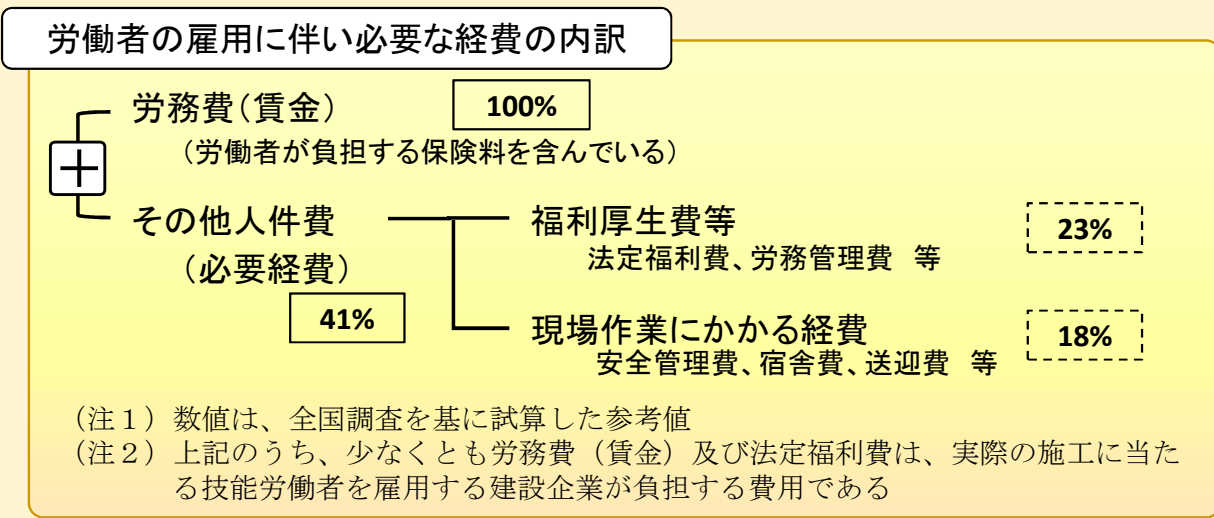 労働者の雇用に伴い必要な経費の内訳
労務費（賃金） 100%
（労働者が負担する保険料を含んでいる）
＋
その他人件費
（必要経費）
41%
福利厚生費等 23%
法定福利費、労務管理費　等
現場作業にかかる経費 18%
安全管理費、宿舎費、送迎費　等
（注１）数値は、全国調査を基に試算した参考値
（注２）上記のうち、少なくとも労務費（賃金）及び法定福利費は、実際の施工に当た
る技能労働者を雇用する建設企業が負担する費用である